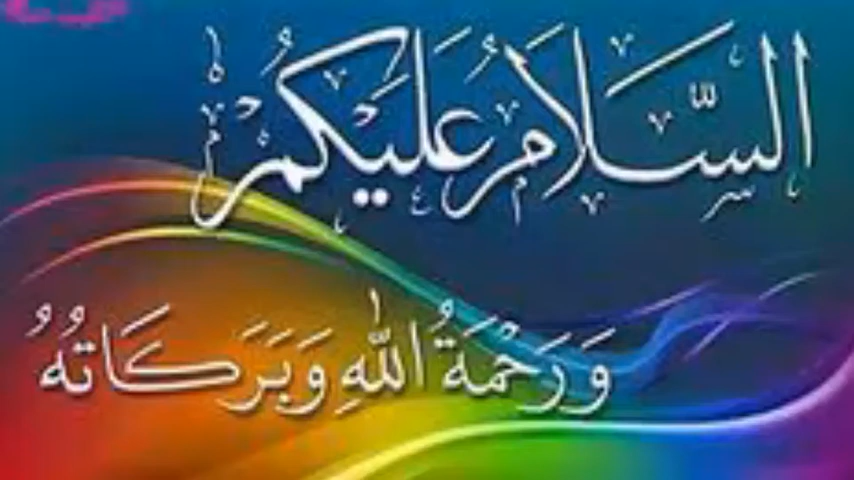 السَّلَامُ عَلَيْكُمْ
وَرَحْمَةُ اللهِ وَبَرَكَاتُهُ